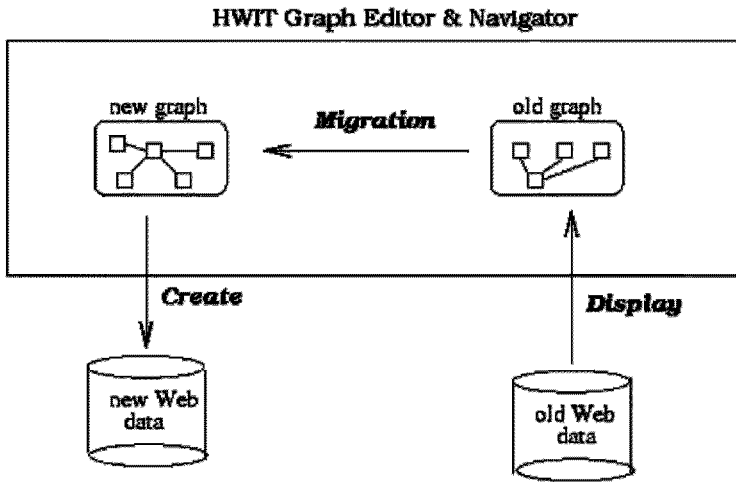 HWIT Graph Editor & Navigator
new graph
Migration
old graph
Create
Display
new Web
data
old Web
data